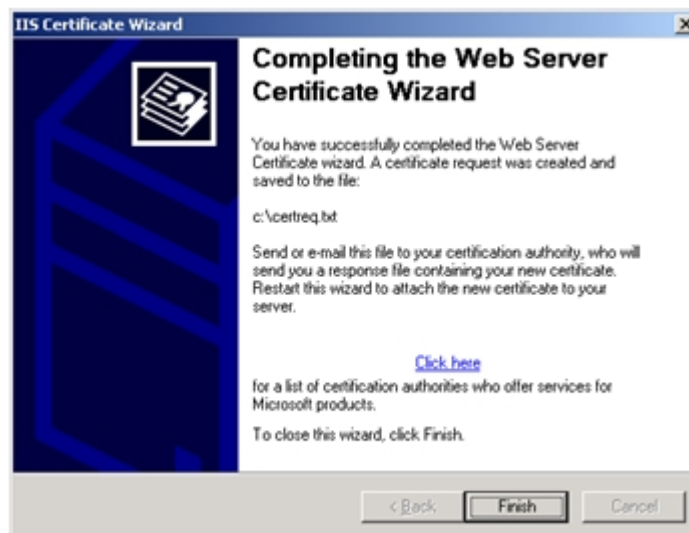 IIS Certificate Wizard
Completing the Web Server
Certificate Wizard
You have successfully completed the Web Server
Certificate wizard. A certificate request was created and
saved to the file:
c:\certreq.txt
Send or e-mail this file to your certification authority, who will
send you a response file containing your new certificate.
Restart this wizard to attach the new certificate to your
server.
Click here
for a list of certification authorities who offer services for
Microsoft products.
To close this wizard, click Finish.
< Back
Finish
Cancel